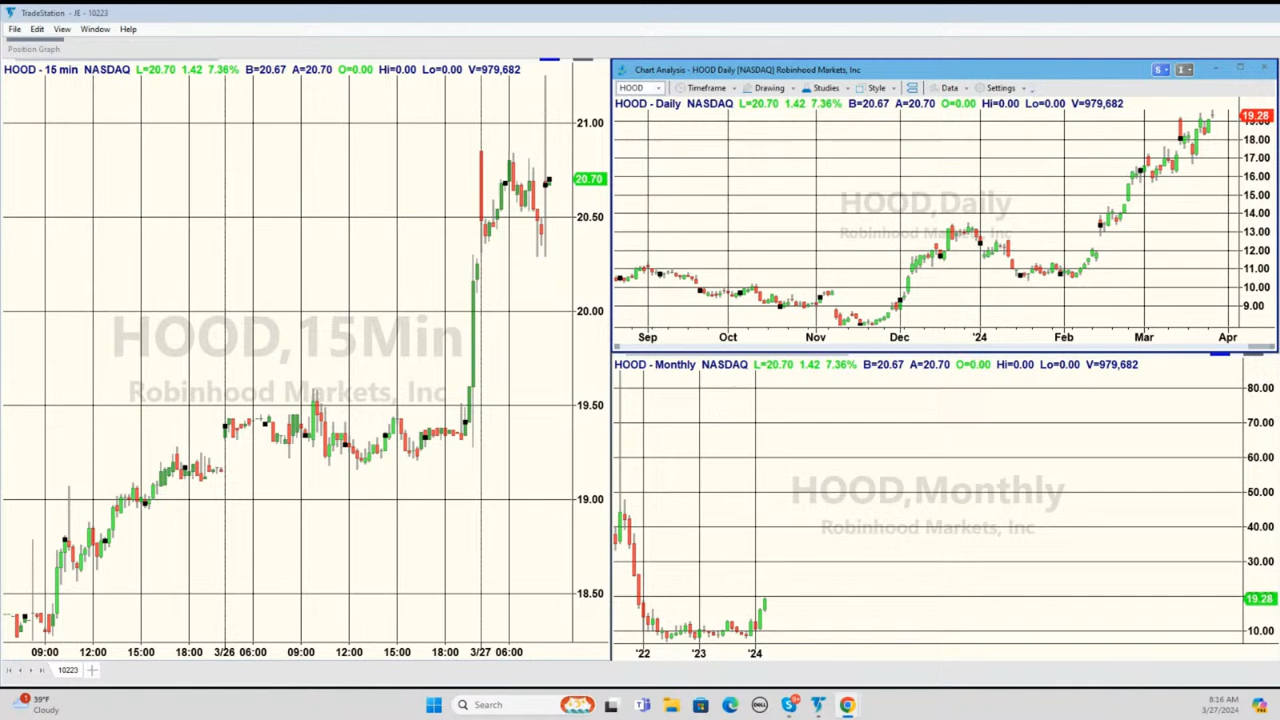 TradeStation - JE - 10223
File Edit View Window Help
Position Graph
HOOD - 15 min NASDAQ L=20.70 1.42 7.36% B=20.67 A=20.70 O=0.00 Hi=0.00 Lo=0.00 V=979,682
21.00
20.70
20.50
20.00
19.50
19.00
18.50
HOOD,15Min
Robinhood Markets, Inc
09:00 12:00 15:00 3/26 06:00 09:00 12:00 15:00 3/27 06:00
Chart Analysis - HOOD Daily [NASDAQ] Robinhood Markets, Inc
S I
HOOD Timeframe Drawing Studies Style Data Settings
HOOD - Daily NASDAQ L=20.70 1.42 7.36% B=20.67 A=20.70 O=0.00 Hi=0.00 Lo=0.00 V=979,682
19.28
19.00
18.00
17.00
16.00
15.00
14.00
13.00
12.00
11.00
10.00
9.00
HOOD,Daily
Robinhood Markets, Inc
Sep Oct Nov Dec '24 Feb Mar Apr
HOOD - Monthly NASDAQ L=20.70 1.42 7.36% B=20.67 A=20.70 O=0.00 Hi=0.00 Lo=0.00 V=979,682
80.00
70.00
60.00
50.00
40.00
30.00
19.28
10.00
HOOD,Monthly
Robinhood Markets, Inc
'22 '23 '24
10223
1
39°F
Cloudy
Search
DELL
8:16 AM
3/27/2024